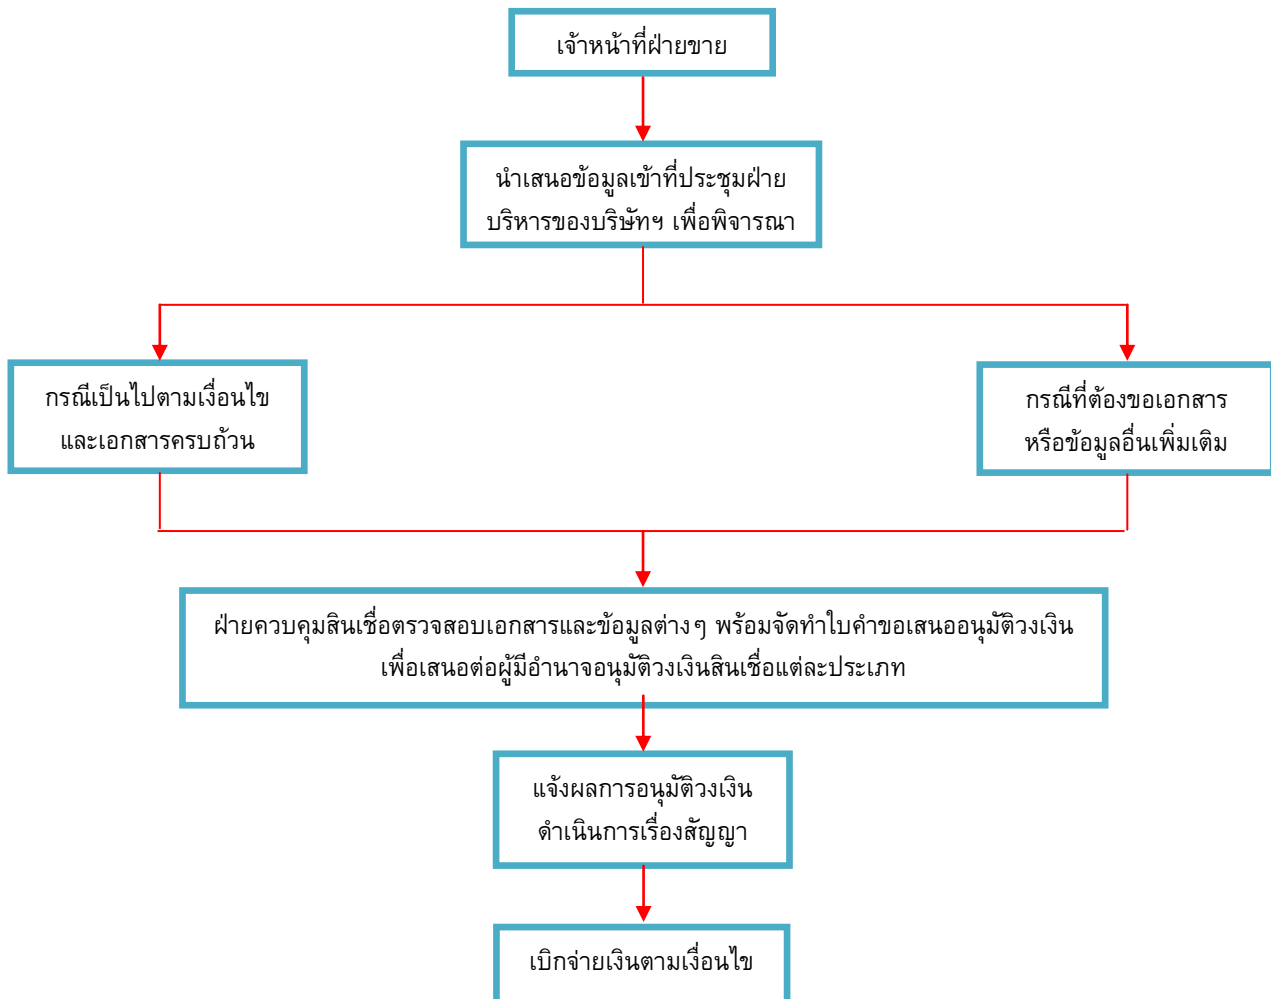 เจ้าหน้าที่ฝ่ายขาย
นำเสนอข้อมูลเข้าที่ประชุมฝ่าย
บริหารของบริษัทฯ เพื่อพิจารณา
กรณีเป็นไปตามเงื่อนไข
และเอกสารครบถ้วน
กรณีที่ต้องขอเอกสาร
หรือข้อมูลอื่นเพิ่มเติม
ฝ่ายควบคุมสินเชื่อตรวจสอบเอกสารและข้อมูลต่างๆ พร้อมจัดทำใบคำขอเสนออนุมัติวงเงิน
เพื่อเสนอต่อผู้มีอำนาจอนุมัติวงเงินสินเชื่อแต่ละประเภท
แจ้งผลการอนุมัติวงเงิน
ดำเนินการเรื่องสัญญา
เบิกจ่ายเงินตามเงื่อนไข